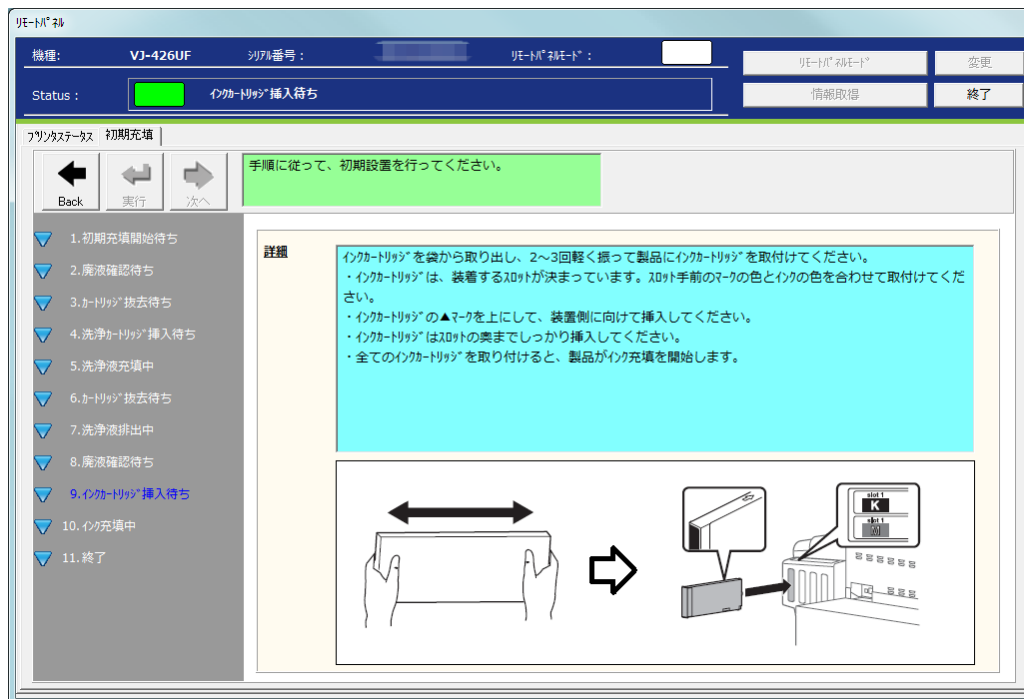 ﾘﾓｰﾄﾊﾟﾈﾙ
機種: VJ-426UF ｼﾘｱﾙ番号： ﾘﾓｰﾄﾊﾟﾈﾙﾓｰﾄﾞ：
ﾘﾓｰﾄﾊﾟﾈﾙﾓｰﾄﾞ 変更
Status： ｲﾝｸｶｰﾄﾘｯｼﾞ挿入待ち
情報取得 終了
ﾌﾟﾘﾝﾀｽﾃｰﾀｽ 初期充填
Back 実行 次へ
手順に従って、初期設置を行ってください。
1.初期充填開始待ち
2.廃液確認待ち
3.ｶｰﾄﾘｯｼﾞ抜去待ち
4.洗浄ｶｰﾄﾘｯｼﾞ挿入待ち
5.洗浄液充填中
6.ｶｰﾄﾘｯｼﾞ抜去待ち
7.洗浄液排出中
8.廃液確認待ち
9.ｲﾝｸｶｰﾄﾘｯｼﾞ挿入待ち
10.ｲﾝｸ充填中
11.終了
詳細
ｲﾝｸｶｰﾄﾘｯｼﾞを袋から取り出し、2～3回軽く振って製品にｲﾝｸｶｰﾄﾘｯｼﾞを取付けてください。
・ｲﾝｸｶｰﾄﾘｯｼﾞは、装着するｽﾛｯﾄが決まっています。ｽﾛｯﾄ手前のﾏｰｸの色とｲﾝｸの色を合わせて取付けてくだ
さい。
・ｲﾝｸｶｰﾄﾘｯｼﾞの▲ﾏｰｸを上にして、装置側に向けて挿入してください。
・ｲﾝｸｶｰﾄﾘｯｼﾞはｽﾛｯﾄの奥までしっかり挿入してください。
・全てのｲﾝｸｶｰﾄﾘｯｼﾞを取り付けると、製品がｲﾝｸ充填を開始します。
slot 1
K
slot 1
M